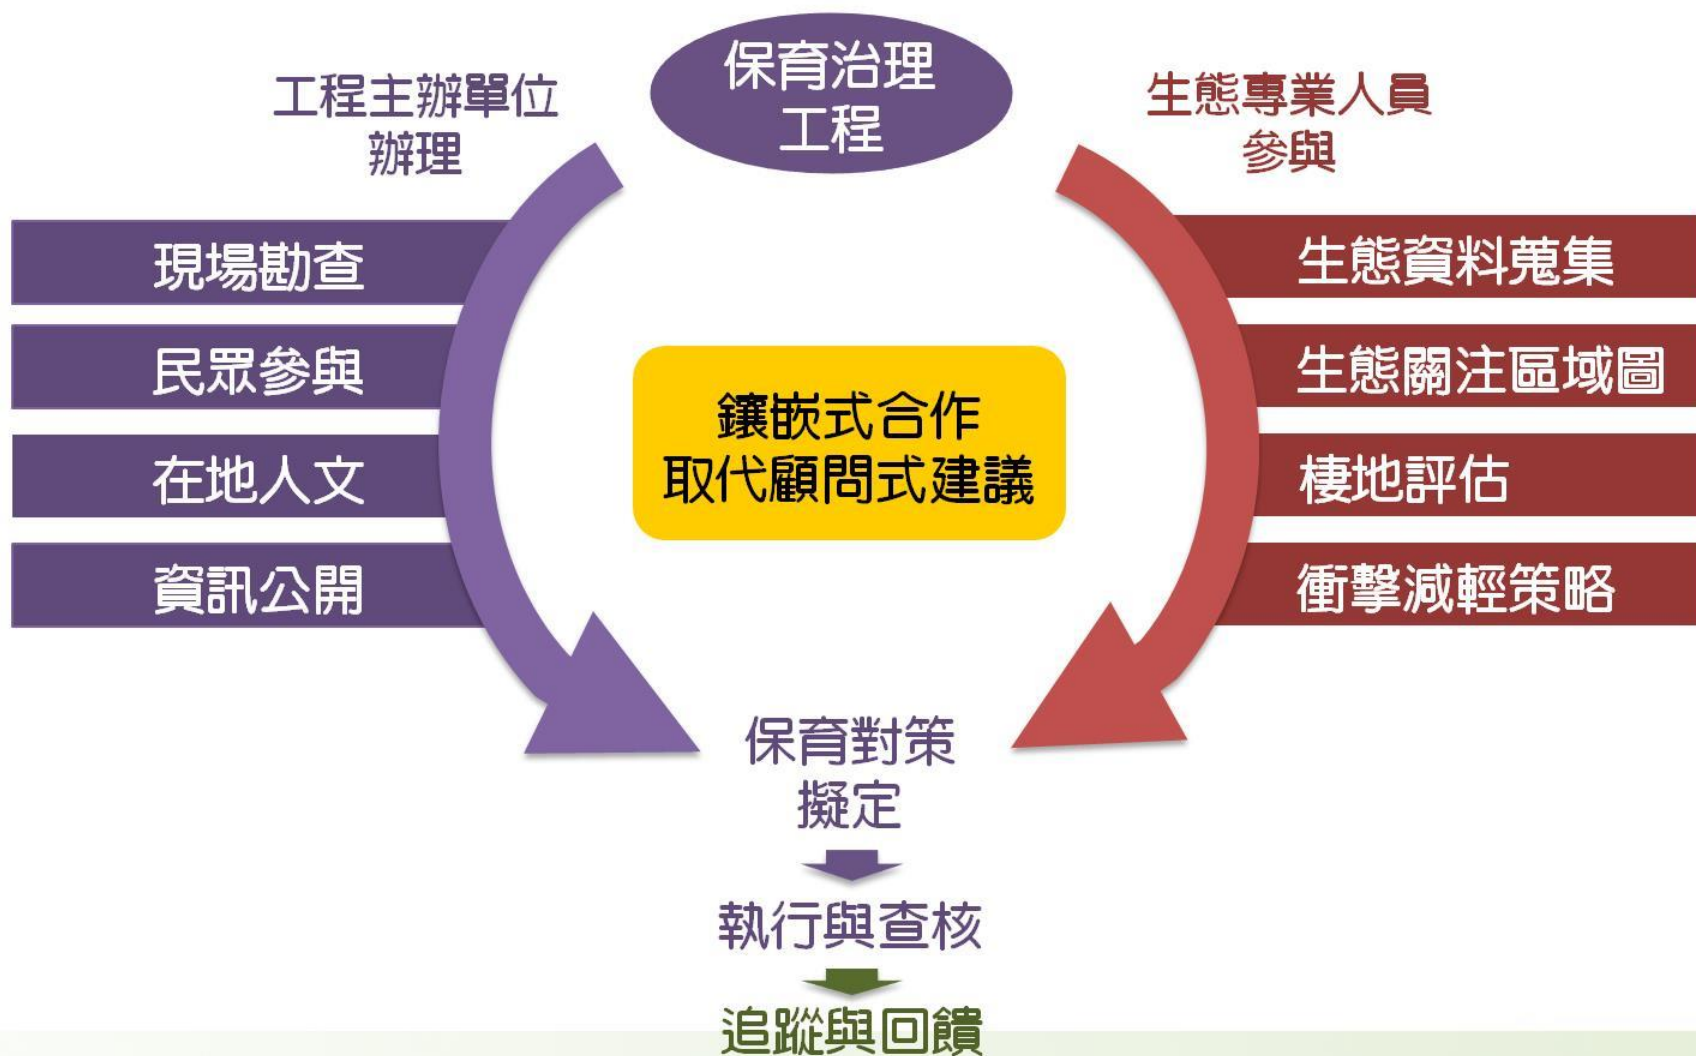 保育治理
工程
工程主辦單位
辦理
現場勘查
民眾參與
在地人文
資訊公開
鑲嵌式合作
取代顧問式建議
生態專業人員
參與
生態資料蒐集
生態關注區域圖
棲地評估
衝擊減輕策略
保育對策
擬定
執行與查核
追蹤與回饋